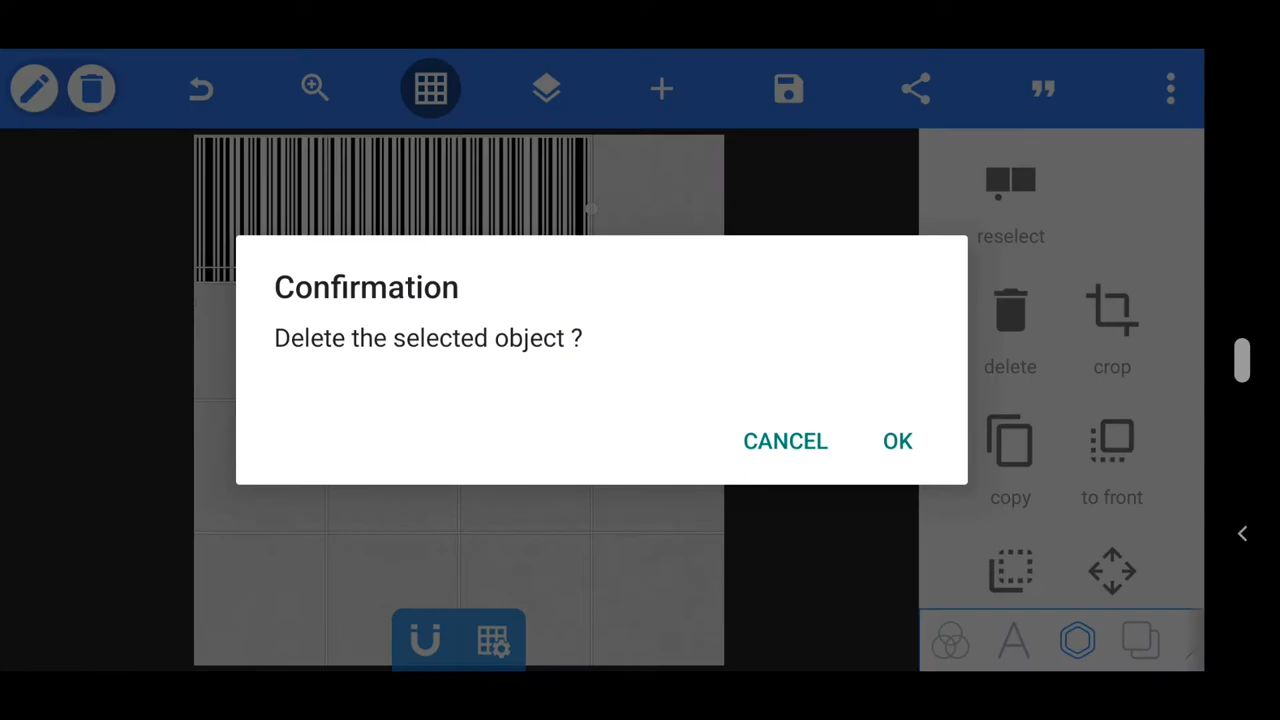 reselect
Confirmation
Delete the selected object ?
delete
crop
CANCEL
OK
copy
to front